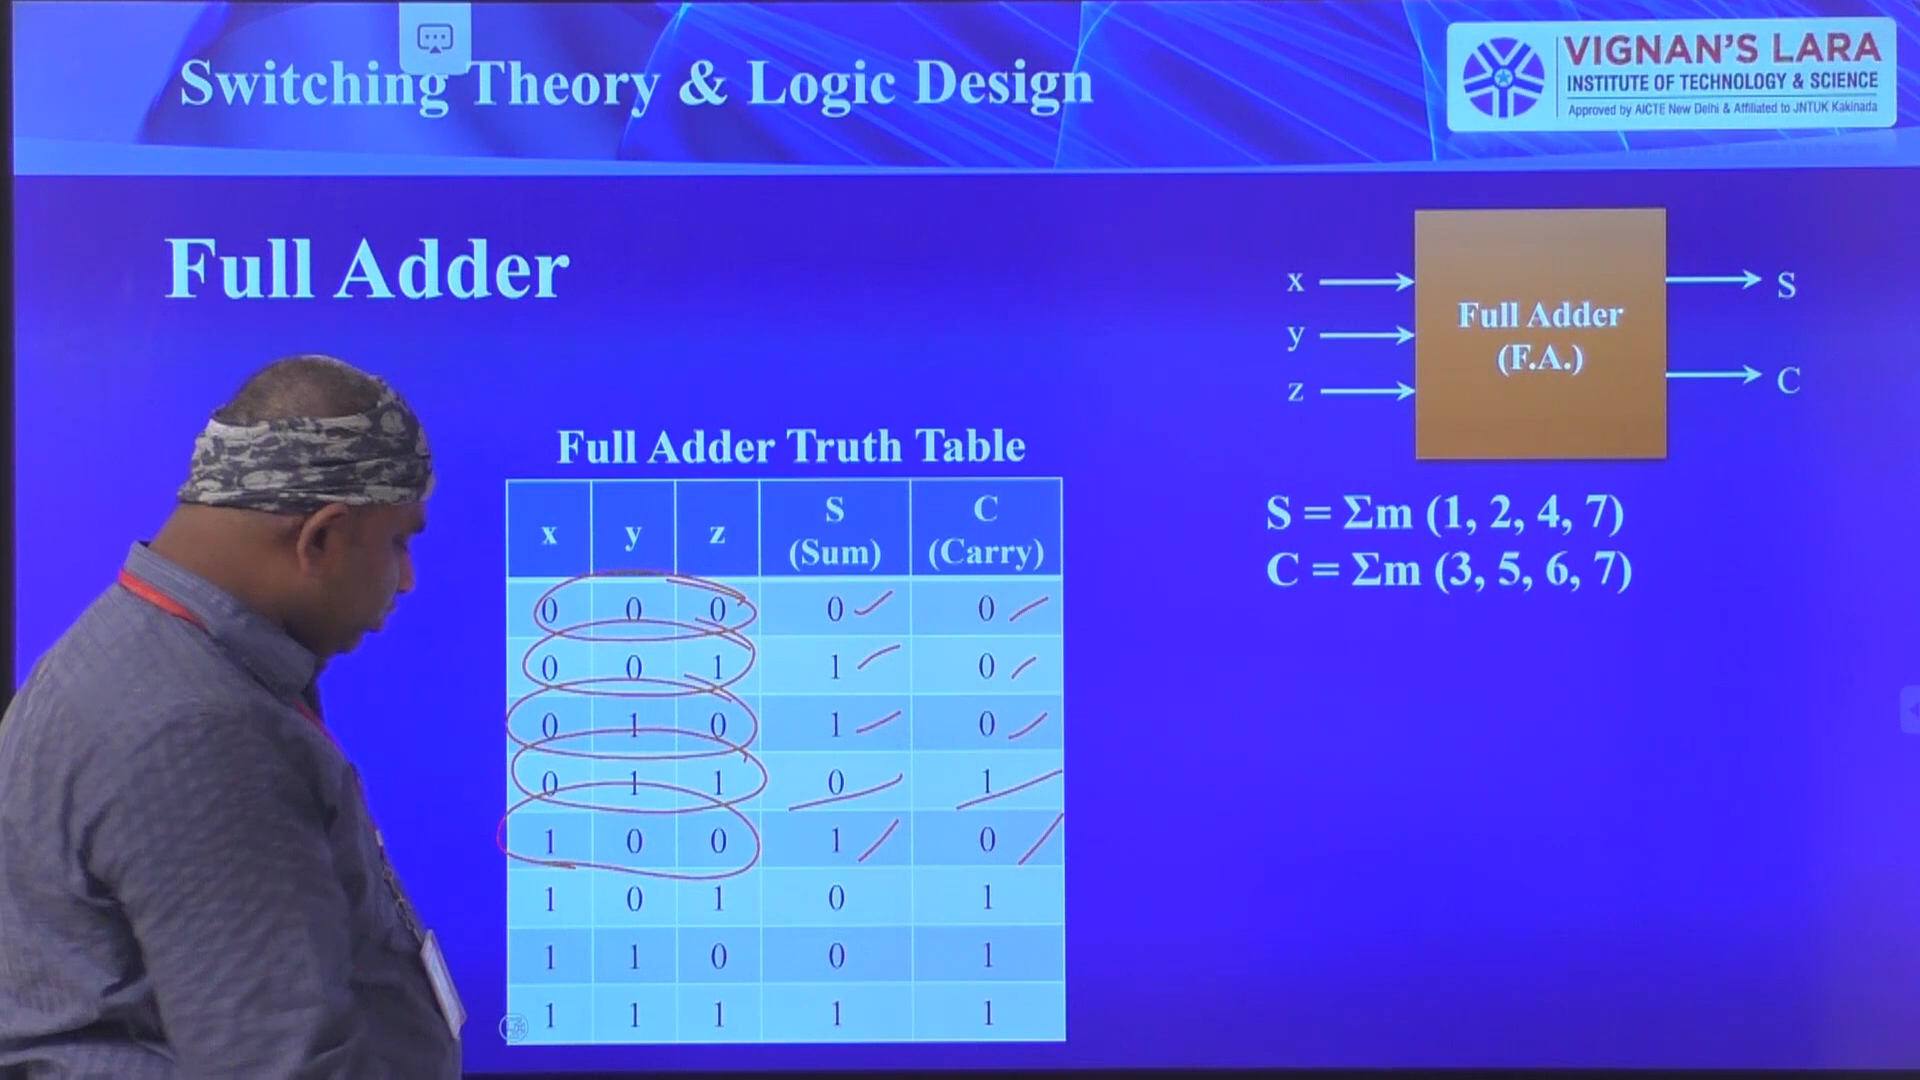 Switching Theory & Logic Design
VIGNAN'S LARA
INSTITUTE OF TECHNOLOGY & SCIENCE
Approved by AICTE New Delhi & Affiliated to JNTUK Kakinada
Full Adder
x
y
z
Full Adder
(F.A.)
S
C
S = Σm (1, 2, 4, 7)
C = Σm (3, 5, 6, 7)
Full Adder Truth Table
x y z S (Sum) C (Carry)
0 0 0 0 0
0 0 1 1 0
0 1 0 1 0
0 1 1 0 1
1 0 0 1 0
1 0 1 0 1
1 1 0 0 1
1 1 1 1 1